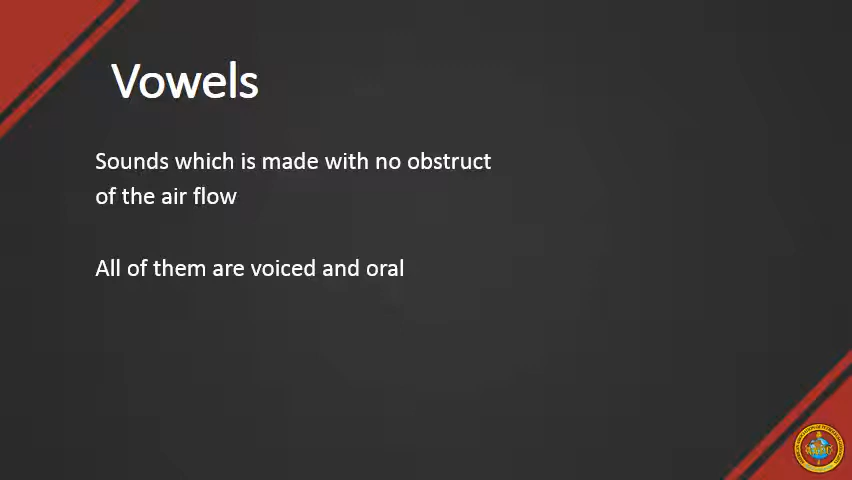 Vowels
Sounds which is made with no obstruct
of the air flow
All of them are voiced and oral